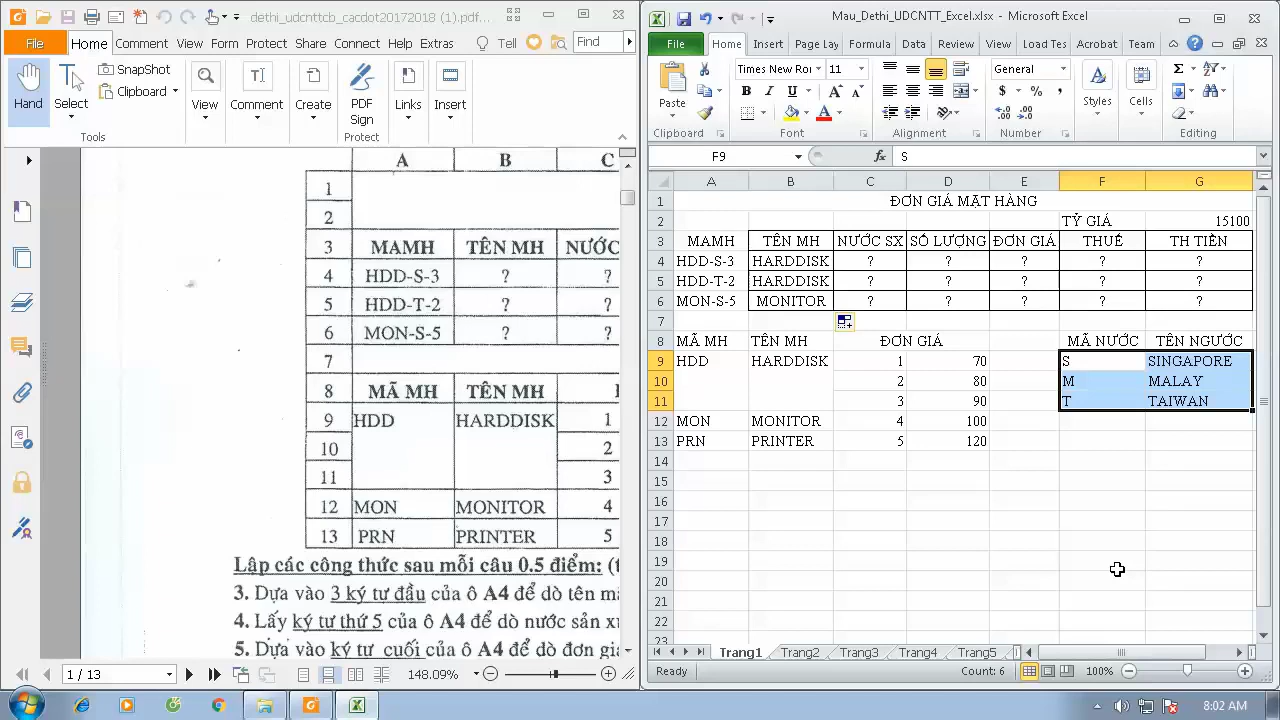 dethi_udcnttcb_cacdot20172018 (1).pdf_...
File Home Comment View Form Protect Share Connect Help Extras Tell Find
Hand Select SnapShot Clipboard View Comment Create PDF Sign Links Insert
Tools Protect
A B C
1
2
3 MAMH TÊN MH NƯỚC
4 HDD-S-3 ? ?
5 HDD-T-2 ? ?
6 MON-S-5 ? ?
7
8 MÃ MH TÊN MH
9 HDD HARDDISK 1
10 2
11 3
12 MON MONITOR 4
13 PRN PRINTER 5
Lập các công thức sau mỗi câu 0.5 điểm:
3. Dựa vào 3 ký tự đầu của ô A4 để dò tên
4. Lấy ký tự thứ 5 của ô A4 để dò nước sản
5. Dựa vào ký tự cuối của ô A4 để dò đơn
1 / 13 148.09%
Mau_Dethi_UDCNTT_Excel.xlsx - Microsoft Exce
File Home Insert Page Lay Formula Data Review View Load Tes Acrobat Team
Times New Ro 11 General
Paste B I U A $ % , Styles Cells Σ
Clipboard Font Alignment Number Editing
F9 fx S
A B C D E F G
1 ĐƠN GIÁ MẶT HÀNG
2 TỶ GIÁ 15100
3 MAMH TÊN MH NƯỚC SX SỐ LƯỢNG ĐƠN GIÁ THUẾ TH TIỀN
4 HDD-S-3 HARDDISK ? ? ? ? ?
5 HDD-T-2 HARDDISK ? ? ? ? ?
6 MON-S-5 MONITOR ? ? ? ? ?
7
8 MÃ MH TÊN MH ĐƠN GIÁ MÃ NƯỚC TÊN NGƯỚC
9 HDD HARDDISK 1 70 S SINGAPORE
10 2 80 M MALAY
11 3 90 T TAIWAN
12 MON MONITOR 4 100
13 PRN PRINTER 5 120
14
15
16
17
18
19
20
21
22
23
Trang1 Trang2 Trang3 Trang4 Trang5
Ready Count: 6 100%
8:02 AM